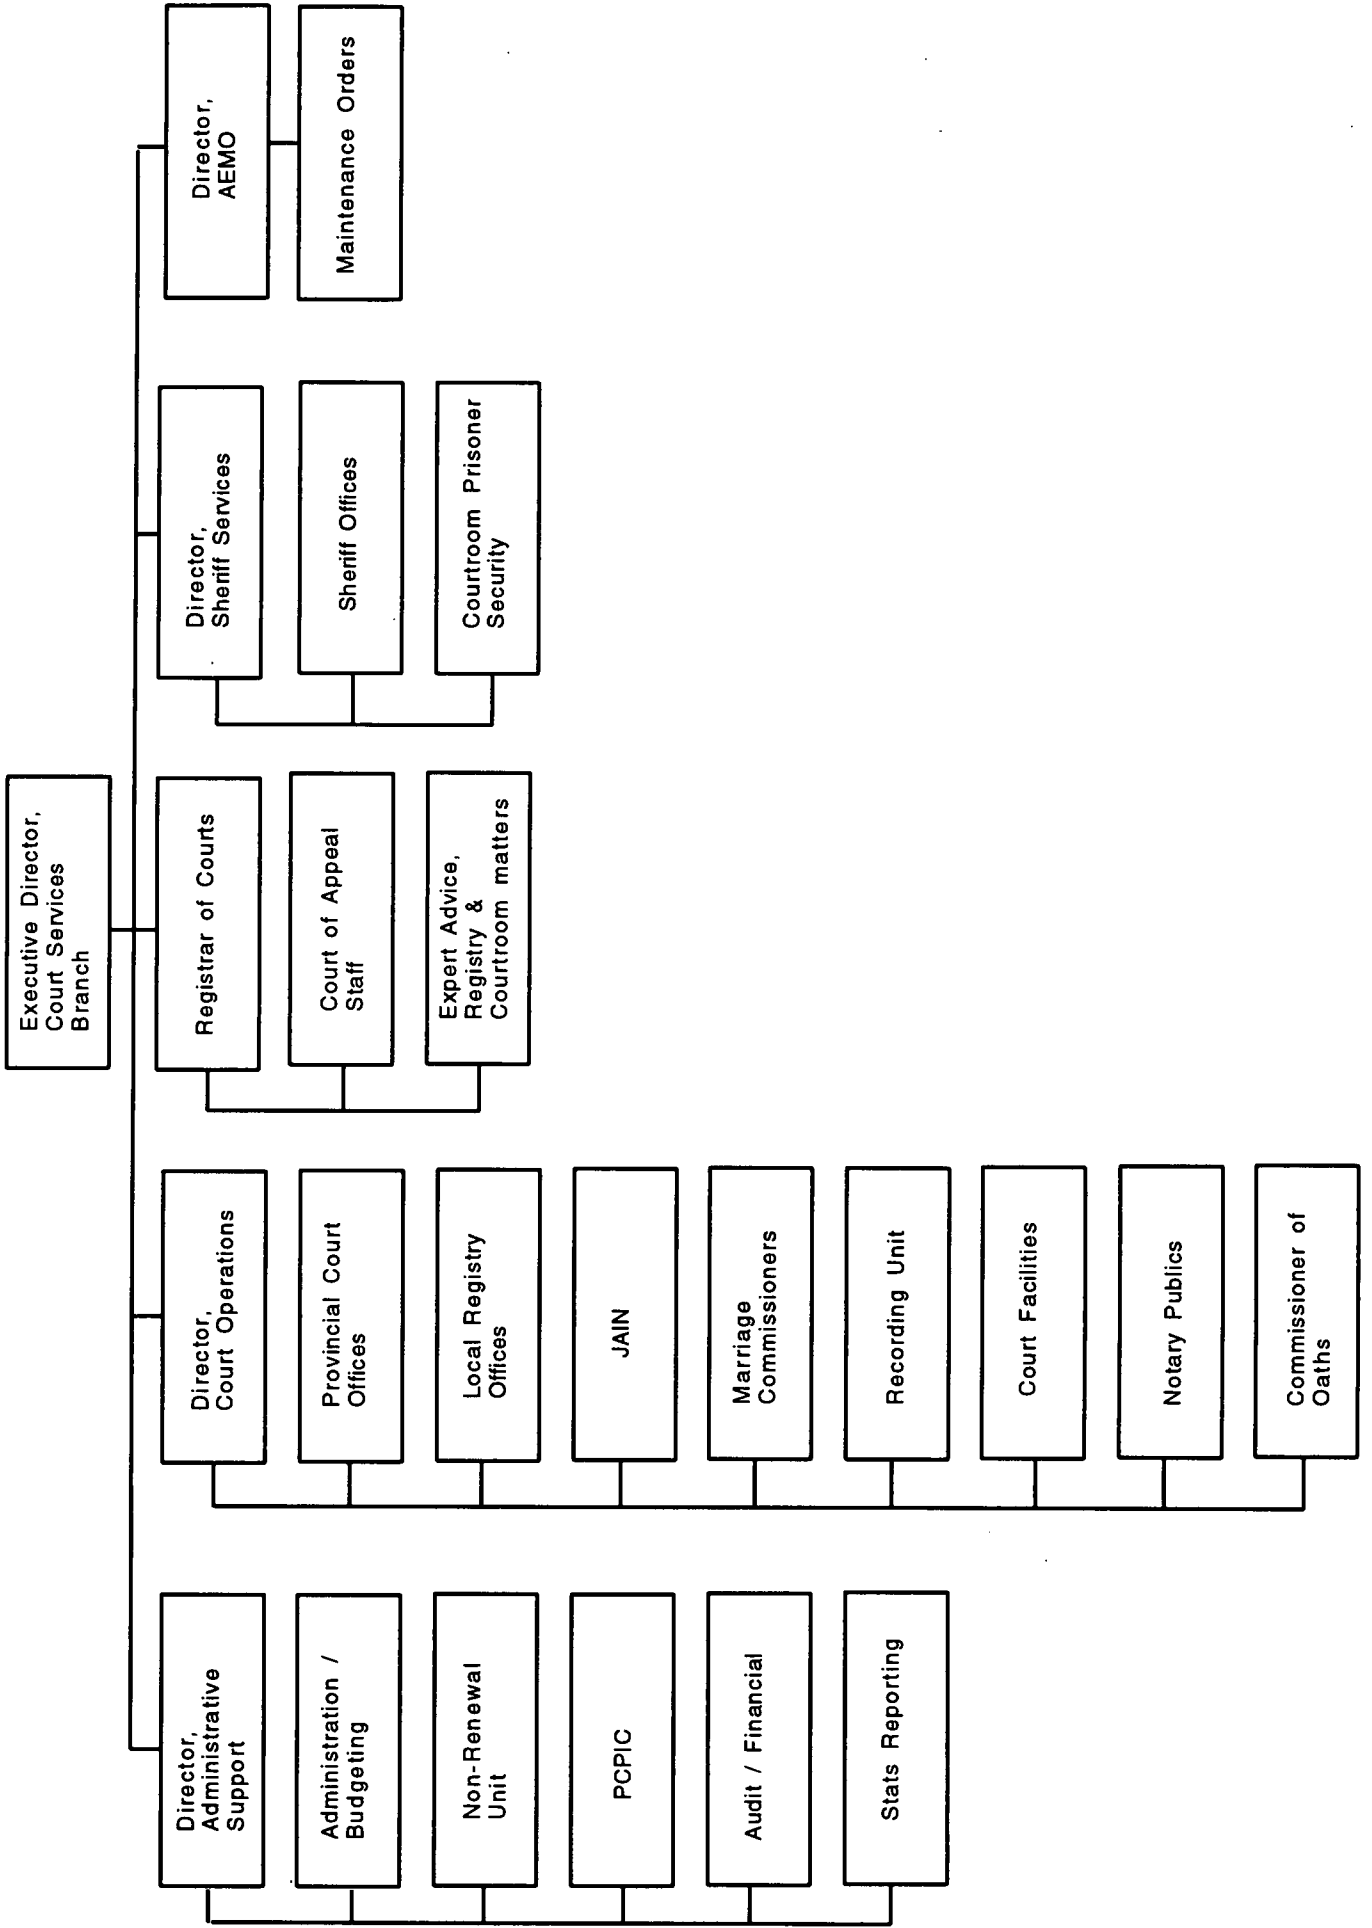 Executive Director,
Court Services
Branch
Director,
Administrative
Support
Administration /
Budgeting
Non-Renewal
Unit
PCPIC
Audit / Financial
Stats Reporting
Director,
Court Operations
Provincial Court
Offices
Local Registry
Offices
JAIN
Marriage
Commissioners
Recording Unit
Court Facilities
Notary Publics
Commissioner of
Oaths
Registrar of Courts
Court of Appeal
Staff
Expert Advice,
Registry &
Courtroom matters
Director,
Sheriff Services
Sheriff Offices
Courtroom Prisoner
Security
Director,
AEMO
Maintenance Orders